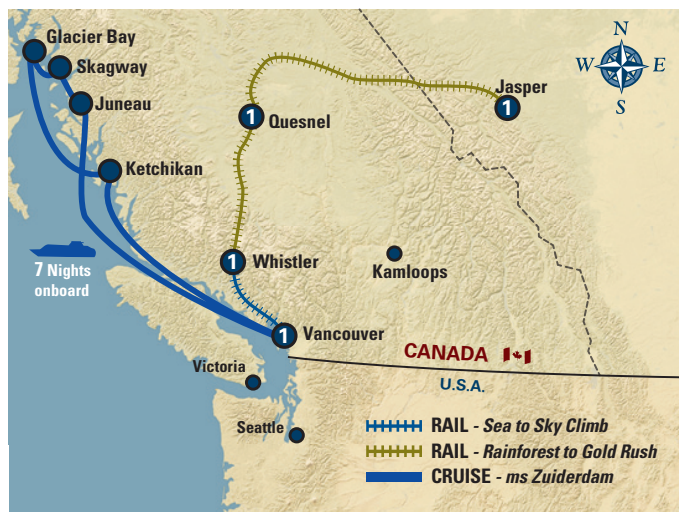 Glacier Bay
Skagway
Juneau
Ketchikan
7 Nights
onboard
1
Quesnel
Jasper
1
N
W
E
S
1
Whistler
Kamloops
1
Vancouver
CANADA
U.S.A.
Victoria
Seattle
RAIL - Sea to Sky Climb
RAIL - Rainforest to Gold Rush
CRUISE - ms Zuiderdam